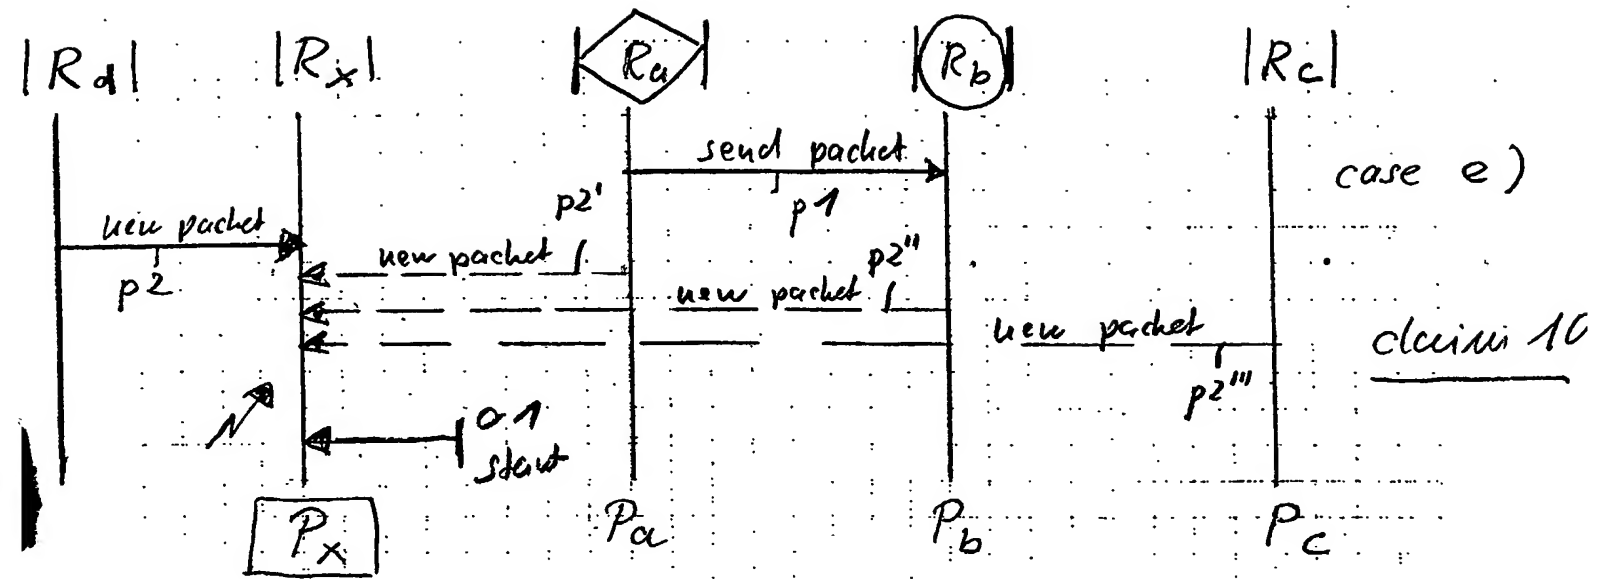 |Rd| |Rx| Ra Rb |Rc|
send packet
case e)
p2' p1
new packet
p2
new packet p2''
new packet
new packet
claim 10
p2'''
01
start
Px Pa Pb Pc